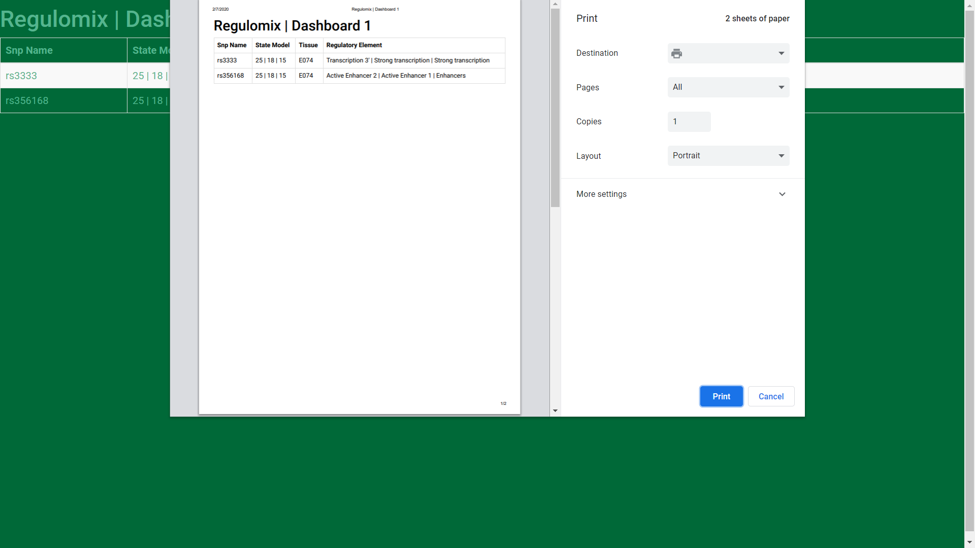 Regulomix | Dash
Snp Name State Mo
rs3333 25 | 18 |
rs356168 25 | 18 |
2/7/2020 Regulomix | Dashboard 1
Regulomix | Dashboard 1
Snp Name State Model Tissue Regulatory Element
rs3333 25 | 18 | 15 E074 Transcription 3' | Strong transcription | Strong transcription
rs356168 25 | 18 | 15 E074 Active Enhancer 2 | Active Enhancer 1 | Enhancers
1/2
Print 2 sheets of paper
Destination
Pages All
Copies 1
Layout Portrait
More settings
Print Cancel